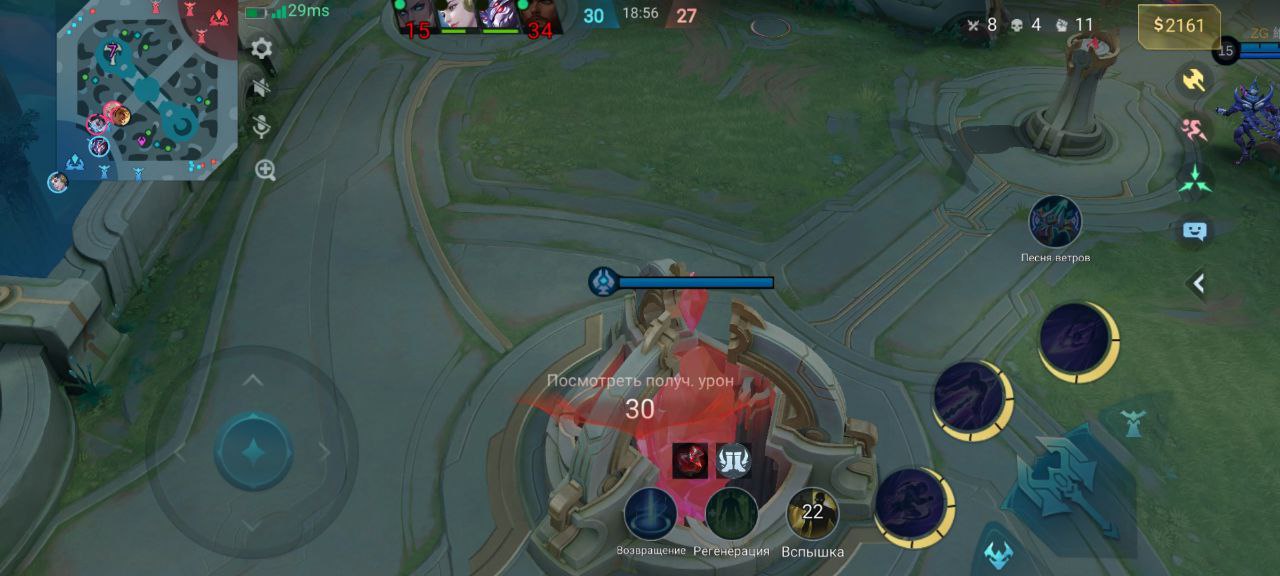 29ms
15
34
30 18:56 27
8 4 11
$2161
ZG
15
Песня ветров
Посмотреть получ. урон
30
22
Возвращение Регенерация Вспышка